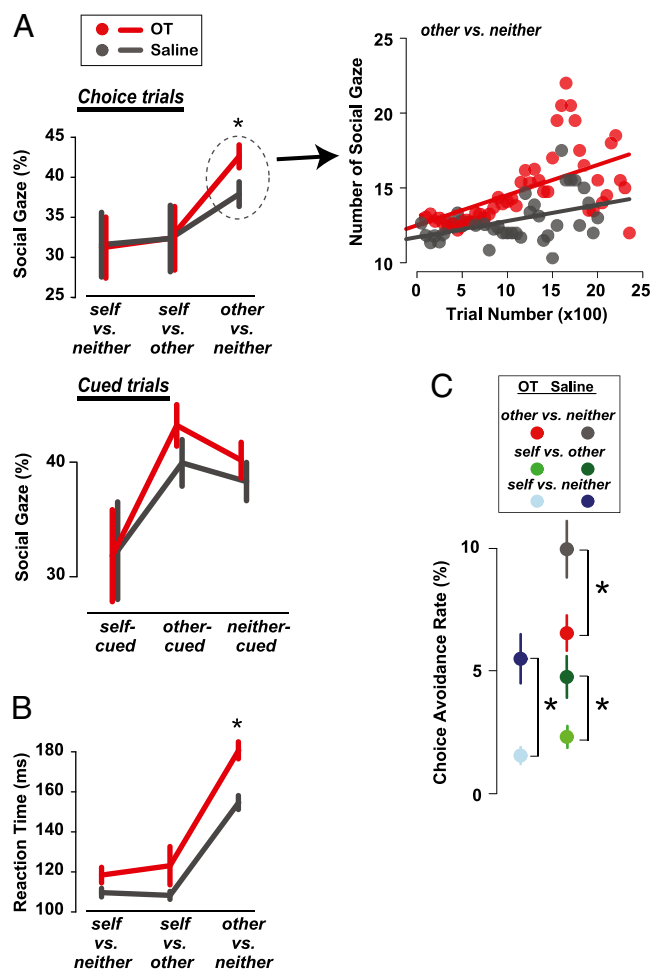 A
OT
Saline
Choice trials
*
Social Gaze (%)
45
41
37
33
29
25
self
vs.
neither
self
vs.
other
other
vs.
neither
other vs. neither
Number of Social Gaze
25
20
15
10
0
5
10
15
20
25
Trial Number (x100)
Cued trials
Social Gaze (%)
40
30
self-
cued
other-
cued
neither-
cued
B
*
Reaction Time (ms)
180
160
140
120
100
self
vs.
neither
self
vs.
other
other
vs.
neither
C
OT Saline
other vs. neither
self vs. other
self vs. neither
Choice Avoidance Rate (%)
10
5
0
*
*
*